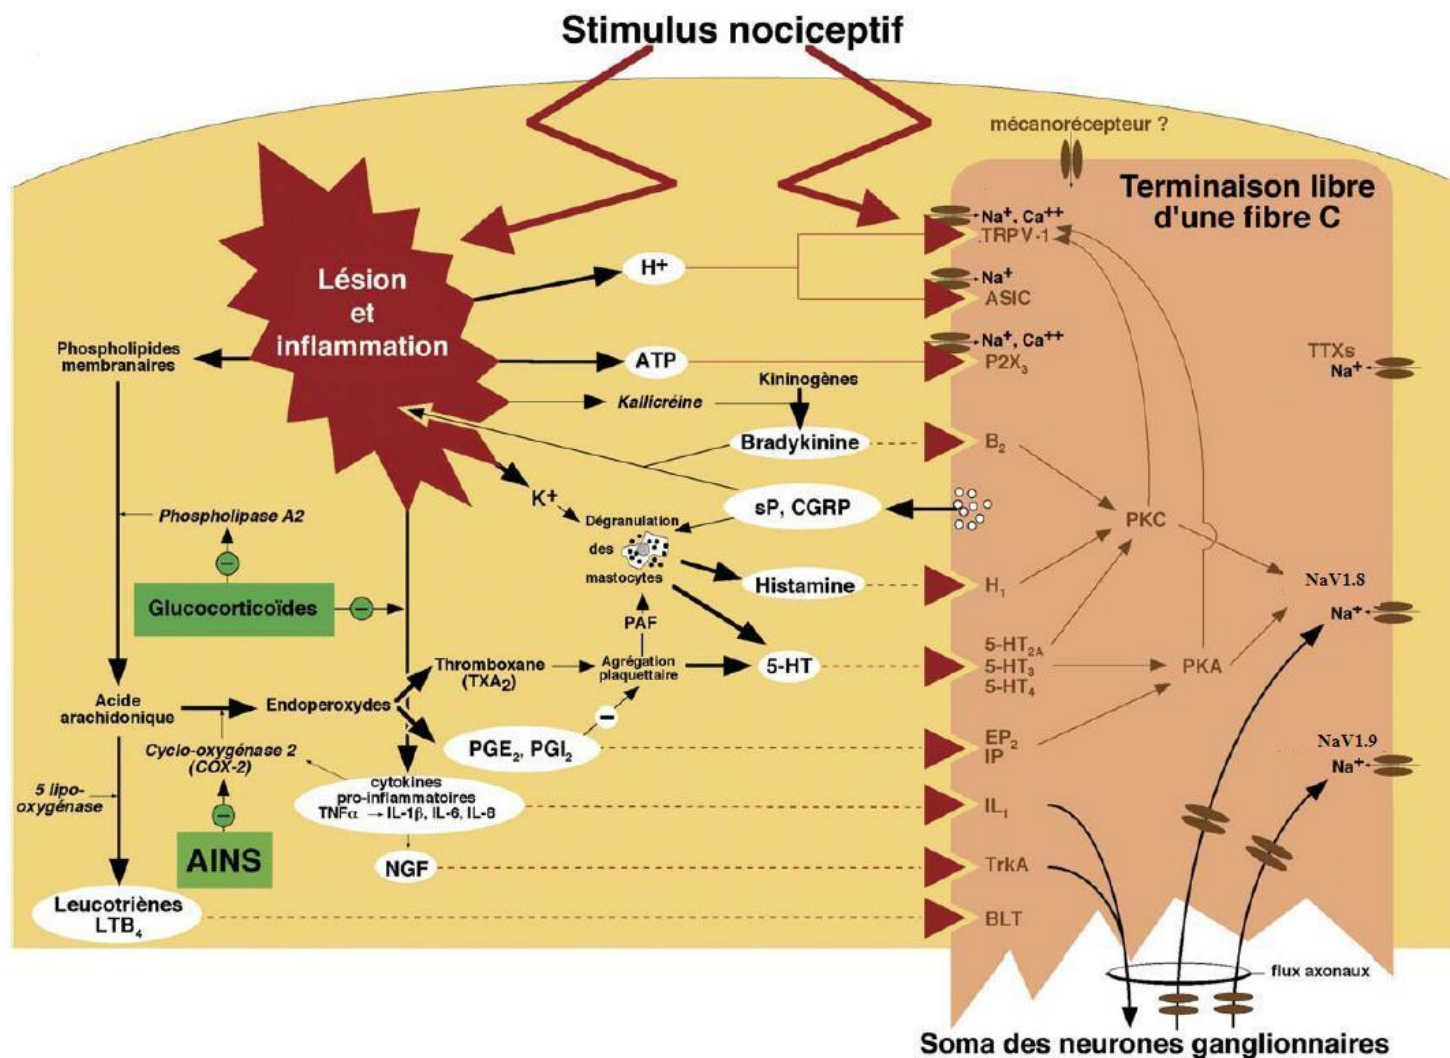 Stimulus nociceptif
mécanorécepteur ?
Terminaison libre
d'une fibre C
Na+, Ca++
TRPV-1
H+
Na+
ASIC
Lésion
et
inflammation
Phospholipides
membranaires
ATP
Na+, Ca++
P2X3
TTXs
Na+
Kininogènes
Kallicréine
Bradykinine
B2
K+
sP, CGRP
PKC
Phospholipase A2
Dégranulation
des
mastocytes
Histamine
H1
NaV1.8
Na+
Glucocorticoïdes
PAF
Thromboxane
(TXA2)
Agrégation
plaquettaire
5-HT
5-HT2A
5-HT3
5-HT4
PKA
Acide
arachidonique
Endoperoxydes
Cyclo-oxygénase 2
(COX-2)
PGE2, PGI2
EP2
IP
NaV1.9
Na+
5 lipo-
oxygénase
cytokines
pro-inflammatoires
TNFα → IL-1β, IL-6, IL-8
IL1
AINS
NGF
TrkA
Leucotriènes
LTB4
BLT
flux axonaux
Soma des neurones ganglionnaires